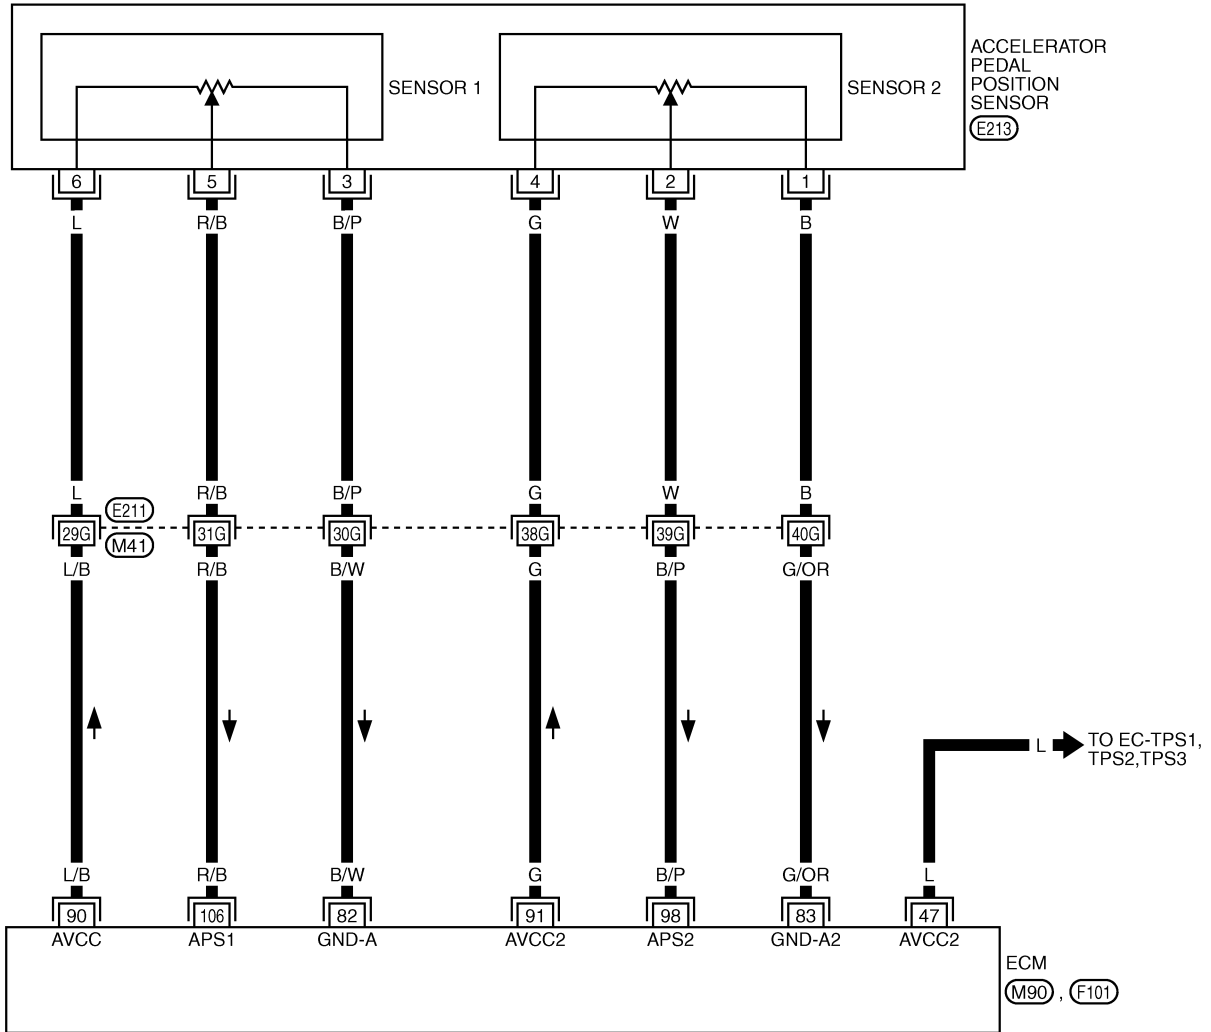 SENSOR 1
SENSOR 2
ACCELERATOR
PEDAL
POSITION
SENSOR
E213
6 5 3 4 2 1
L R/B B/P G W B
L R/B B/P G W B
E211
29G 31G 30G 38G 39G 40G
M41
L/B R/B B/W G B/P G/OR
L TO EC-TPS1,
TPS2,TPS3
L/B R/B B/W G B/P G/OR L
90 106 82 91 98 83 47
AVCC APS1 GND-A AVCC2 APS2 GND-A2 AVCC2
ECM
M90 , F101